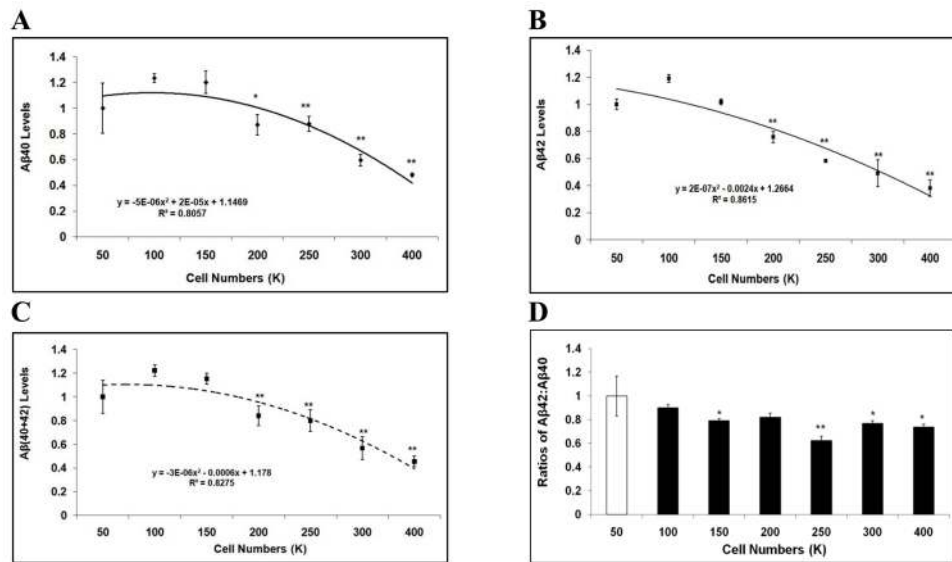 A
Aβ40 Levels
1.4
1.2
1
0.8
0.6
0.4
0.2
0
*
**
**
**
y = -5E-06x² + 2E-05x + 1.1469
R² = 0.8057
50 100 150 200 250 300 400
Cell Numbers (K)
B
Aβ42 Levels
1.4
1.2
1
0.8
0.6
0.4
0.2
0
**
**
**
**
y = 2E-07x² - 0.0024x + 1.2664
R² = 0.8615
50 100 150 200 250 300 400
Cell Numbers (K)
C
Aβ(40+42) Levels
1.4
1.2
1
0.8
0.6
0.4
0.2
0
**
**
**
**
y = -3E-06x² - 0.0006x + 1.178
R² = 0.8275
50 100 150 200 250 300 400
Cell Numbers (K)
D
Ratios of Aβ42:Aβ40
1.4
1.2
1
0.8
0.6
0.4
0.2
0
*
**
*
*
50 100 150 200 250 300 400
Cell Numbers (K)